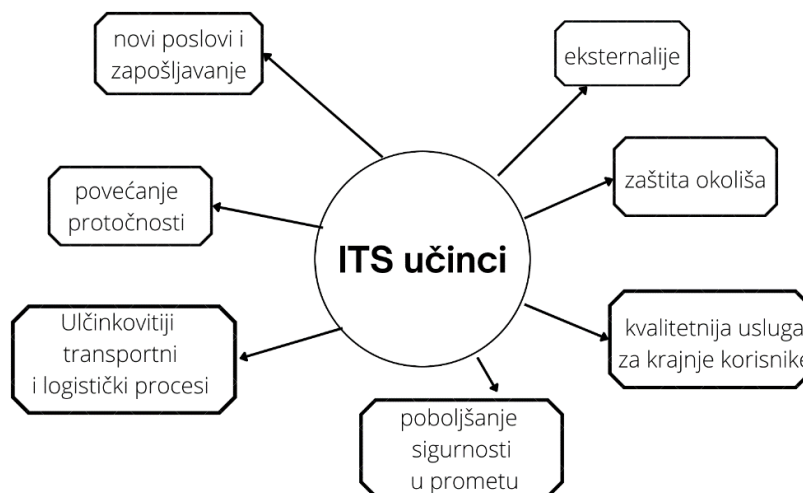 novi poslovi i
zapošljavanje
eksternalije
povećanje
protočnosti
zaštita okoliša
ITS učinci
Ulčinkovitiji
transportni
i logistički procesi
kvalitetnija usluga
za krajnje korisnike
poboljšanje
sigurnosti
u prometu